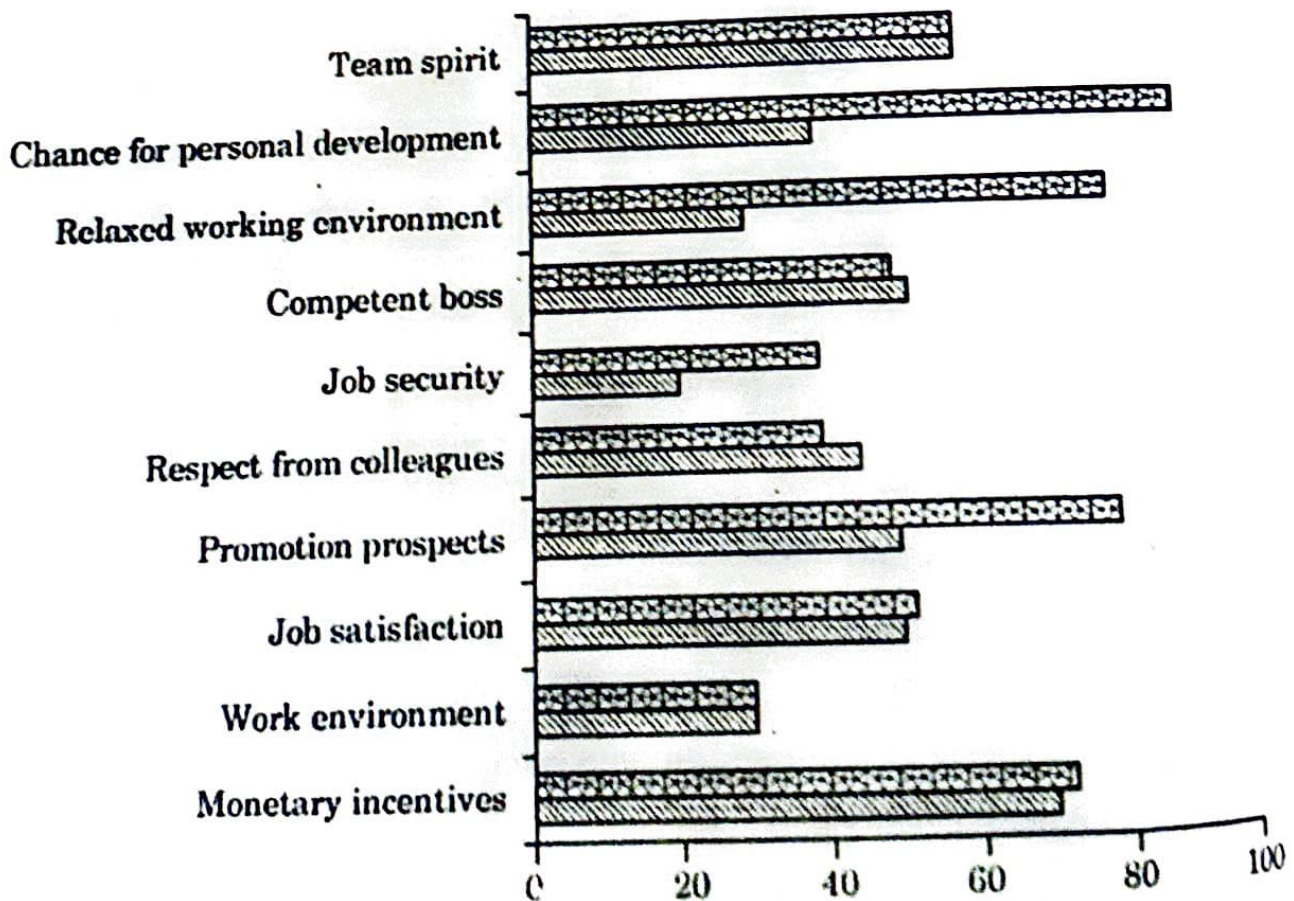 Team spirit
Chance for personal development
Relaxed working environment
Competent boss
Job security
Respect from colleagues
Promotion prospects
Job satisfaction
Work environment
Monetary incentives
0 20 40 60 80 100